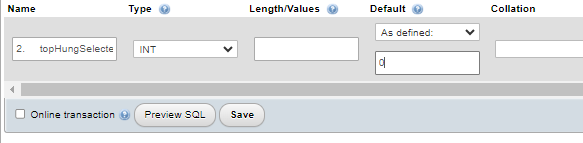 Name Type Length/Values Default Collation
2. topHungSelecte INT As defined:
0
Online transaction Preview SQL Save